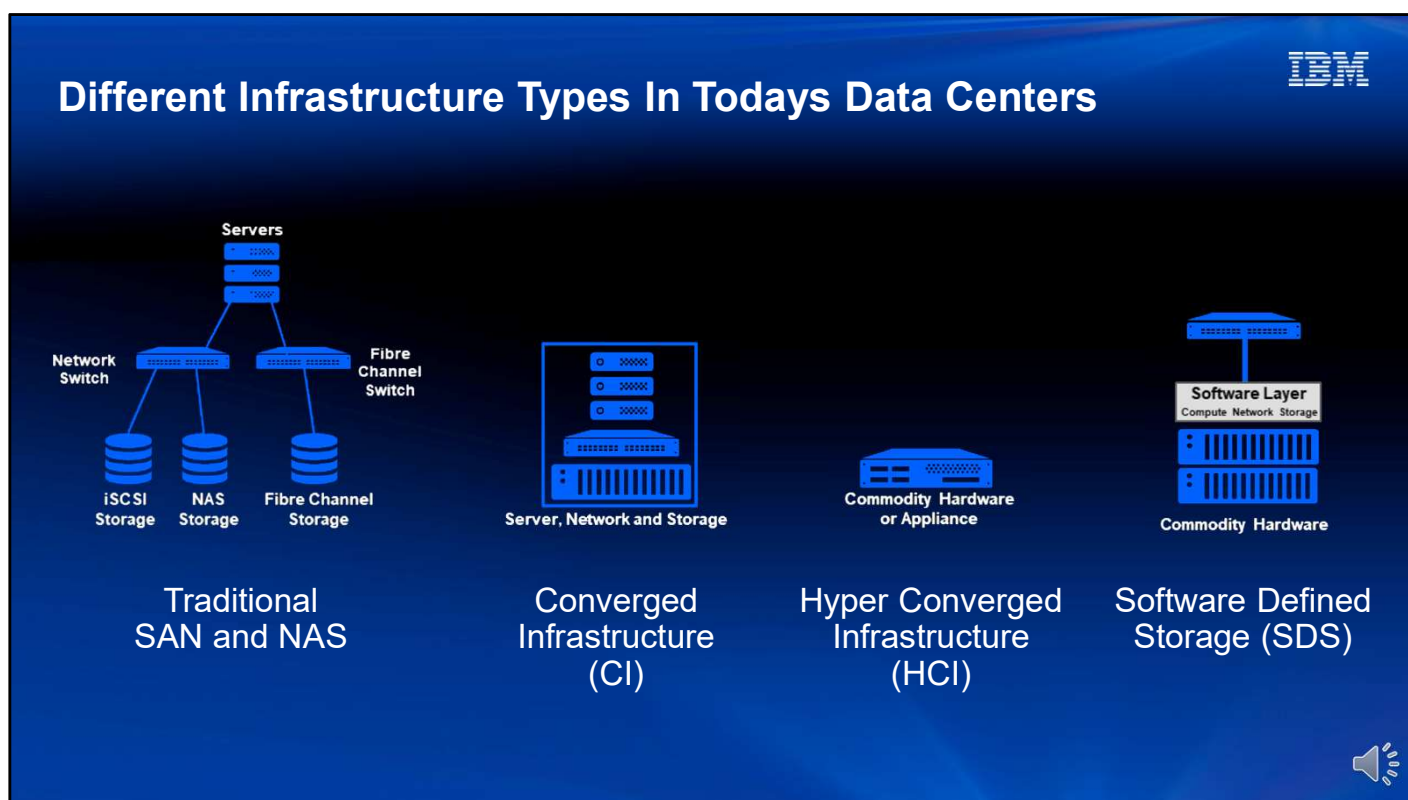 Different Infrastructure Types In Todays Data Centers
IBM
Servers
Network
Switch
Fibre
Channel
Switch
iSCSI
Storage
NAS
Storage
Fibre Channel
Storage
Traditional
SAN and NAS
Server, Network and Storage
Converged
Infrastructure
(CI)
Commodity Hardware
or Appliance
Hyper Converged
Infrastructure
(HCI)
Software Layer
Compute Network Storage
Commodity Hardware
Software Defined
Storage (SDS)